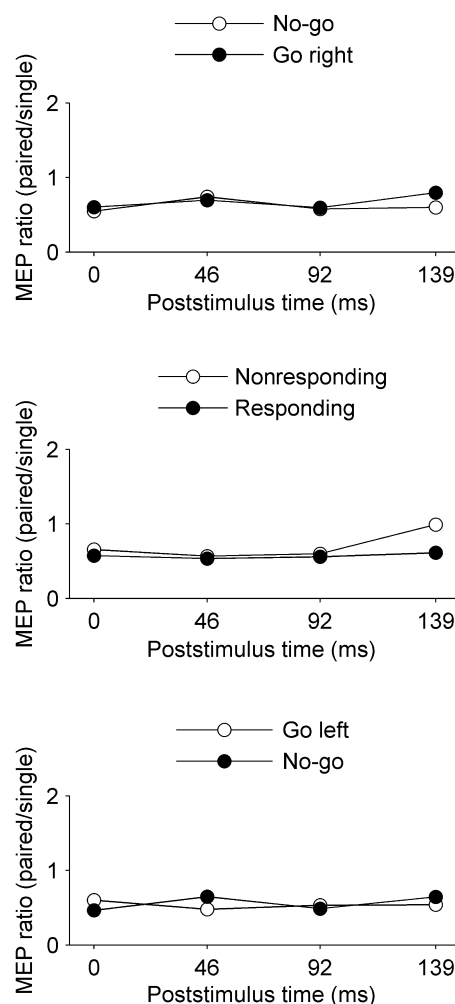 No-go
Go right
MEP ratio (paired/single)
2
1
0
0 46 92 139
Poststimulus time (ms)
Nonresponding
Responding
MEP ratio (paired/single)
2
1
0
0 46 92 139
Poststimulus time (ms)
Go left
No-go
MEP ratio (paired/single)
2
1
0
0 46 92 139
Poststimulus time (ms)